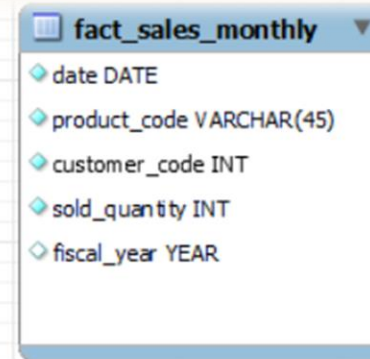 fact_sales_monthly
date DATE
product_code VARCHAR(45)
customer_code INT
sold_quantity INT
fiscal_year YEAR